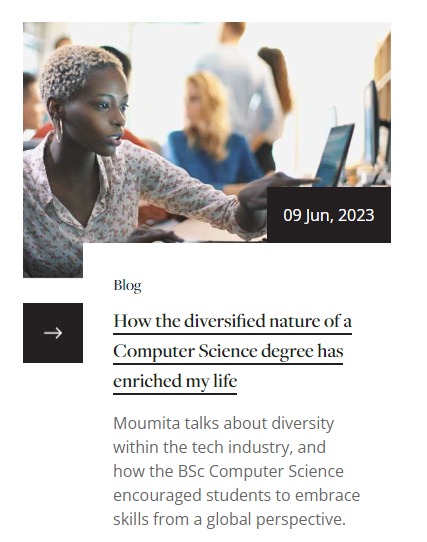 09 Jun, 2023
Blog
How the diversified nature of a
Computer Science degree has
enriched my life
Moumita talks about diversity
within the tech industry, and
how the BSc Computer Science
encouraged students to embrace
skills from a global perspective.